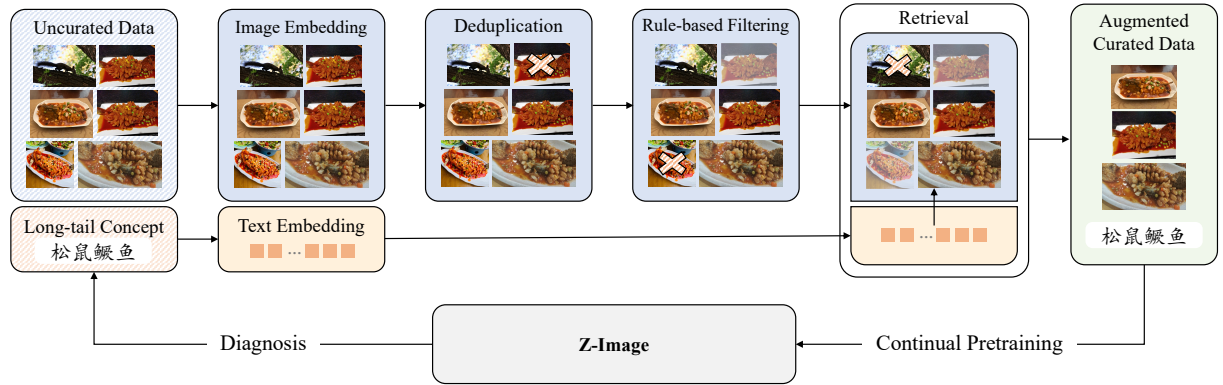 Uncurated Data
Image Embedding
Deduplication
Rule-based Filtering
Retrieval
Augmented
Curated Data
Long-tail Concept
松鼠鳜鱼
Text Embedding
...
...
松鼠鳜鱼
Diagnosis
Z-Image
Continual Pretraining